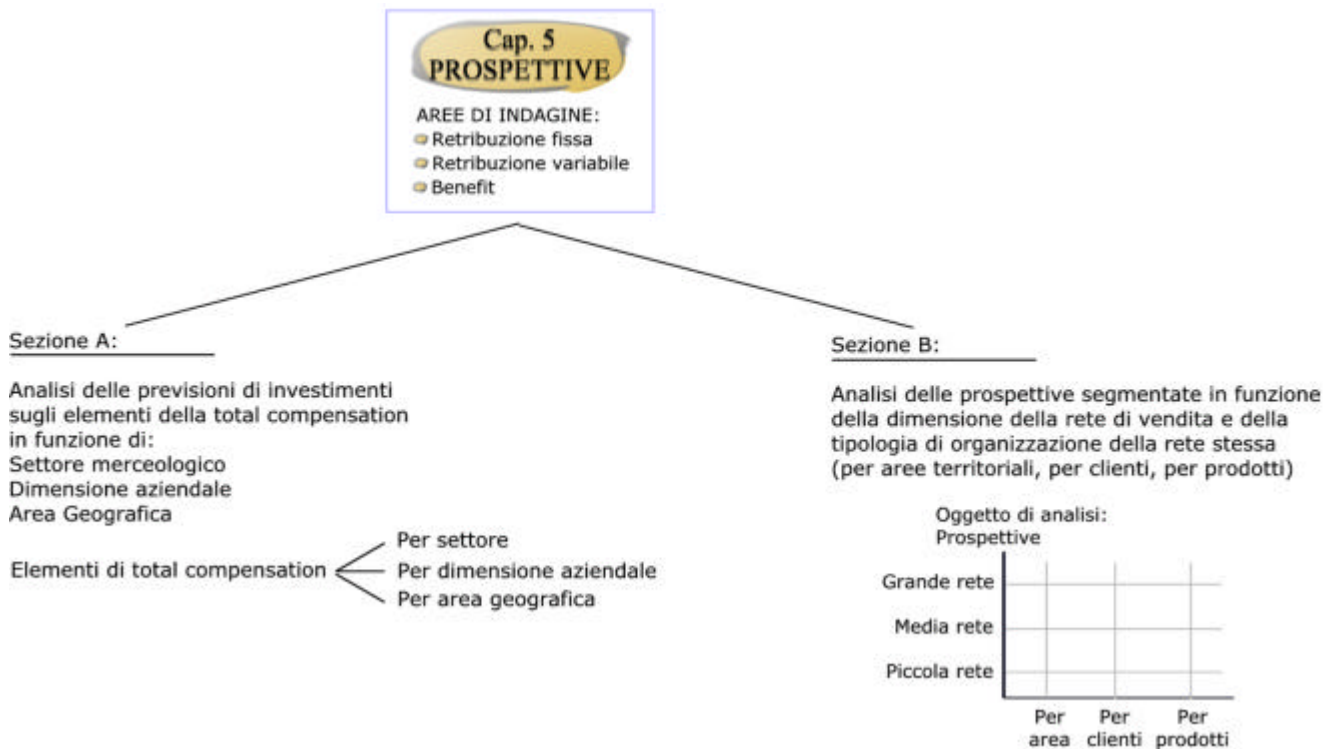 Cap. 5
PROSPETTIVE
AREE DI INDAGINE:
Retribuzione fissa
Retribuzione variabile
Benefit
Sezione A:
Analisi delle previsioni di investimenti
sugli elementi della total compensation
in funzione di:
Settore merceologico
Dimensione aziendale
Area Geografica
Elementi di total compensation
Per settore
Per dimensione aziendale
Per area geografica
Sezione B:
Analisi delle prospettive segmentate in funzione
della dimensione della rete di vendita e della
tipologia di organizzazione della rete stessa
(per aree territoriali, per clienti, per prodotti)
Oggetto di analisi:
Prospettive
Grande rete
Media rete
Piccola rete
Per area
Per clienti
Per prodotti